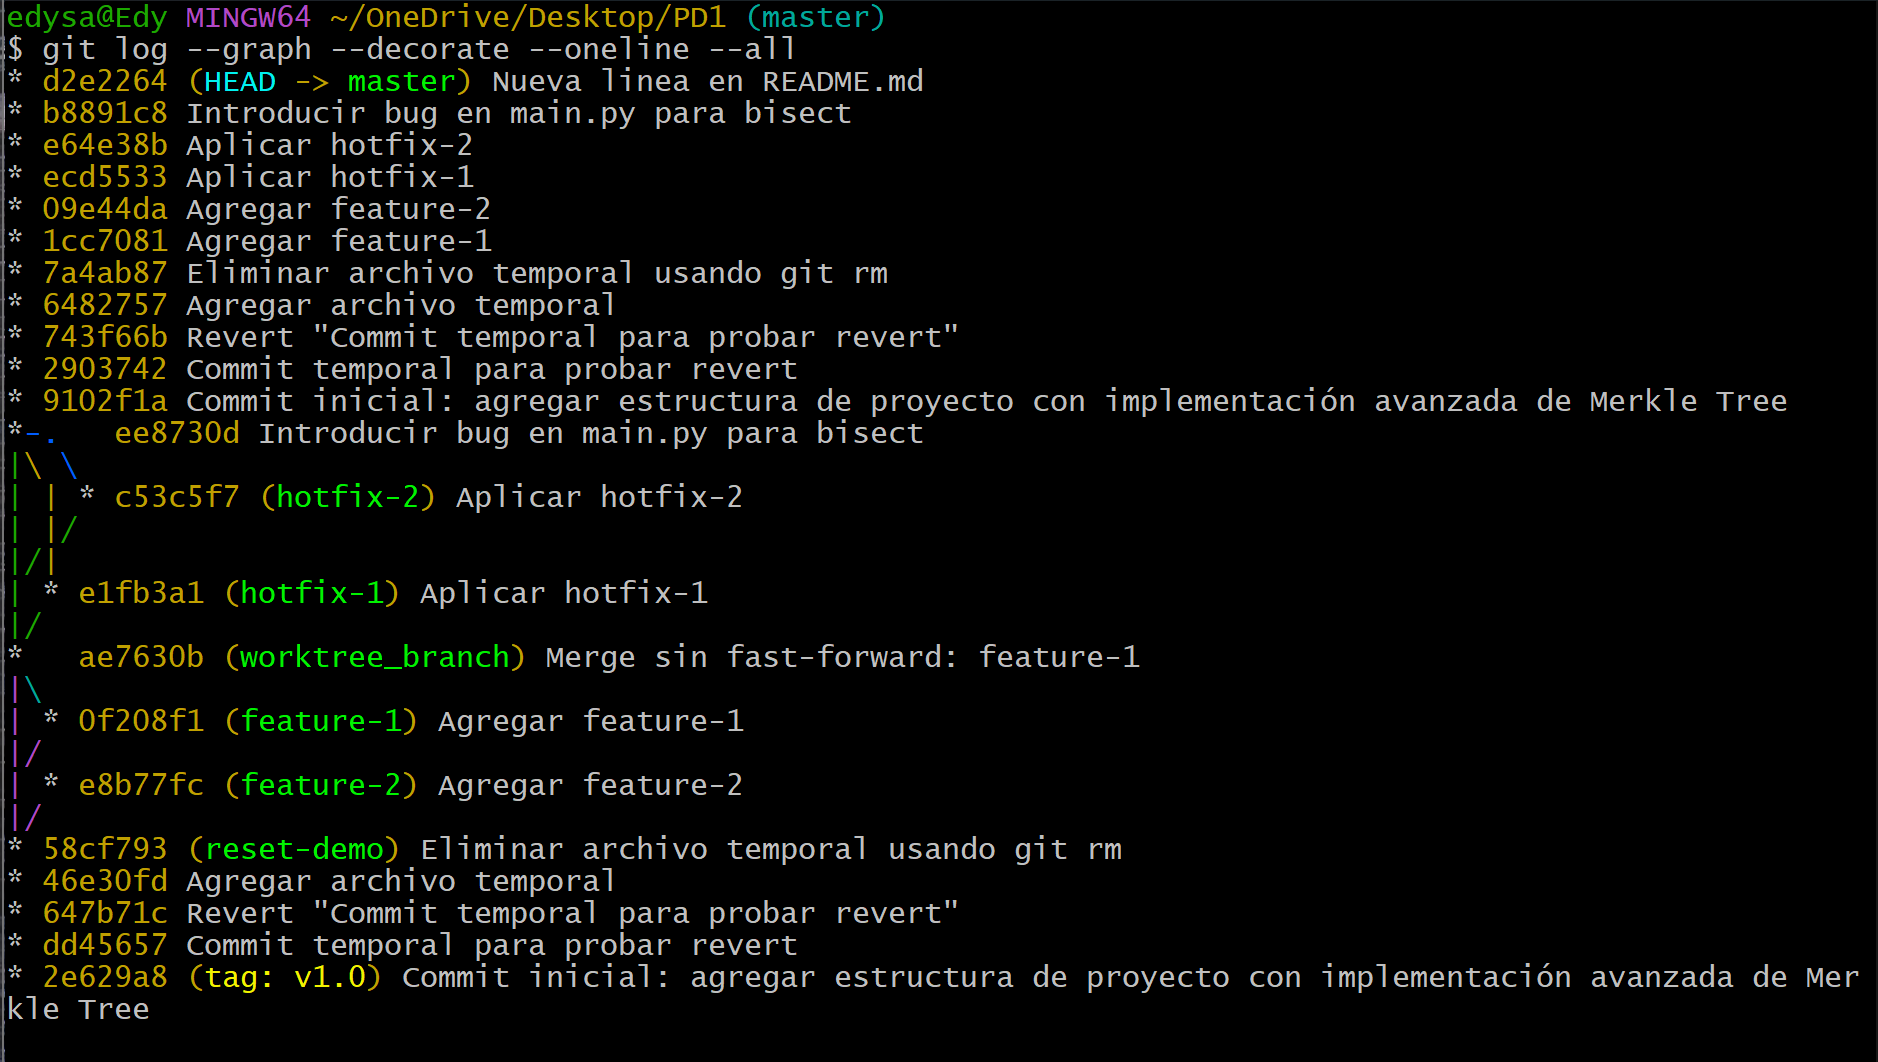 edysa@Edy MINGW64 ~/OneDrive/Desktop/PD1 (master)
$ git log --graph --decorate --oneline --all
* d2e2264 (HEAD -> master) Nueva linea en README.md
* b8891c8 Introducir bug en main.py para bisect
* e64e38b Aplicar hotfix-2
* ecd5533 Aplicar hotfix-1
* 09e44da Agregar feature-2
* 1cc7081 Agregar feature-1
* 7a4ab87 Eliminar archivo temporal usando git rm
* 6482757 Agregar archivo temporal
* 743f66b Revert "Commit temporal para probar revert"
* 2903742 Commit temporal para probar revert
* 9102f1a Commit inicial: agregar estructura de proyecto con implementación avanzada de Merkle Tree
*-.   ee8730d Introducir bug en main.py para bisect
|\ \
| | * c53c5f7 (hotfix-2) Aplicar hotfix-2
| |/
|/|
| * e1fb3a1 (hotfix-1) Aplicar hotfix-1
|/
*   ae7630b (worktree_branch) Merge sin fast-forward: feature-1
|\
| * 0f208f1 (feature-1) Agregar feature-1
|/
| * e8b77fc (feature-2) Agregar feature-2
|/
* 58cf793 (reset-demo) Eliminar archivo temporal usando git rm
* 46e30fd Agregar archivo temporal
* 647b71c Revert "Commit temporal para probar revert"
* dd45657 Commit temporal para probar revert
* 2e629a8 (tag: v1.0) Commit inicial: agregar estructura de proyecto con implementación avanzada de Mer
kle Tree